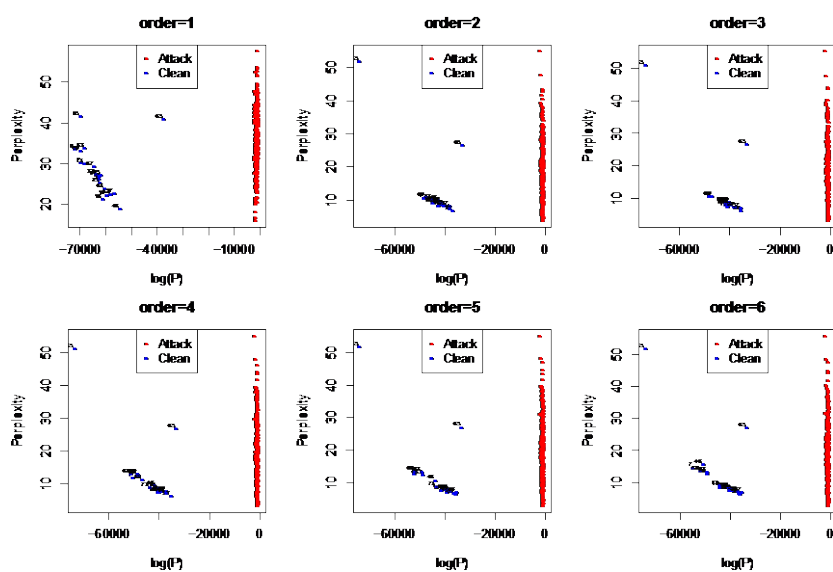 order=1
Attack
Clean
Perplexity
20 30 40 50
−70000 −40000 −10000
log(P)
order=2
Attack
Clean
Perplexity
10 20 30 40 50
−60000 −20000 0
log(P)
order=3
Attack
Clean
Perplexity
10 20 30 40 50
−60000 −20000 0
log(P)
order=4
Attack
Clean
Perplexity
10 20 30 40 50
−60000 −20000 0
log(P)
order=5
Attack
Clean
Perplexity
10 20 30 40 50
−60000 −20000 0
log(P)
order=6
Attack
Clean
Perplexity
10 20 30 40 50
−60000 −20000 0
log(P)